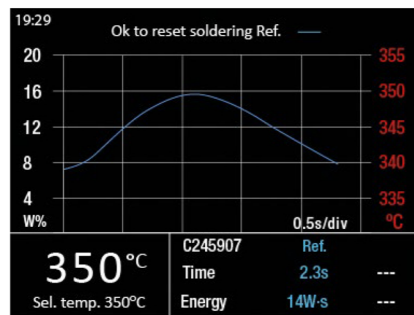 19:29
Ok to reset soldering Ref.
20 355
16 350
12 345
8 340
4 335
W% 0.5s/div °C
350°C
Sel. temp. 350°C
C245907 Ref.
Time 2.3s ---
Energy 14W·s ---